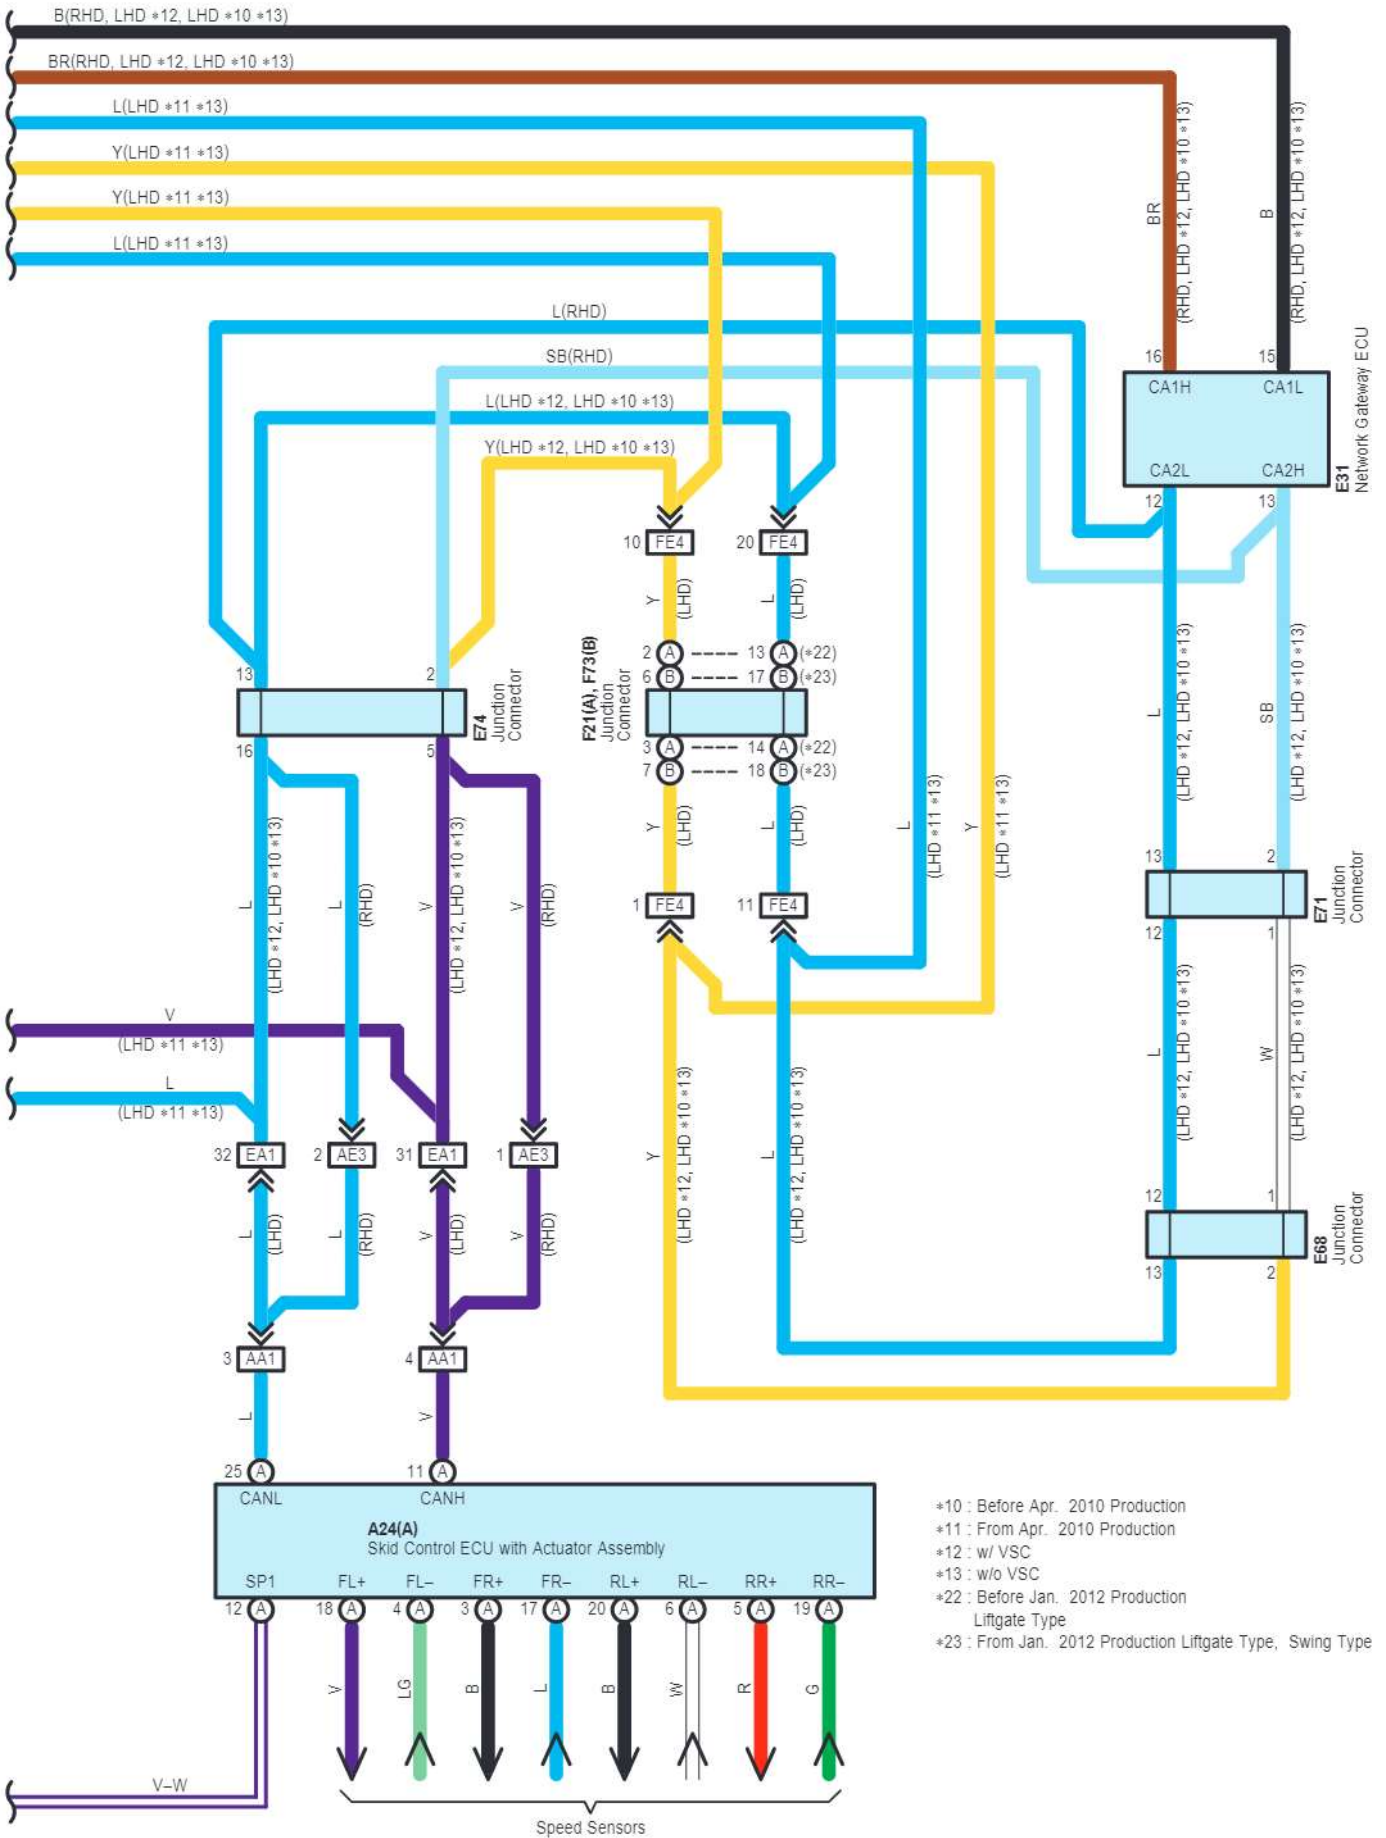 B(RHD, LHD *12, LHD *10 *13)
BR(RHD, LHD *12, LHD *10 *13)
L(LHD *11 *13)
Y(LHD *11 *13)
Y(LHD *11 *13)
L(LHD *11 *13)
BR
(RHD, LHD *12, LHD *10 *13)
B
(RHD, LHD *12, LHD *10 *13)
L(RHD)
SB(RHD)
L(LHD *12, LHD *10 *13)
Y(LHD *12, LHD *10 *13)
16
15
CA1H
CA1L
CA2L
CA2H
E31
Network Gateway ECU
12
13
10
FE4
20
FE4
Y
(LHD)
L
(LHD)
2
A
13
A
(*22)
6
B
17
B
(*23)
F21(A), F73(B)
Junction
Connector
3
A
14
A
(*22)
7
B
18
B
(*23)
13
2
E74
Junction
Connector
16
5
L
(LHD *12, LHD *10 *13)
SB
(LHD *12, LHD *10 *13)
Y
(LHD)
L
(LHD)
L
(LHD *11 *13)
Y
(LHD *11 *13)
L
(LHD *12, LHD *10 *13)
L
(RHD)
V
(LHD *12, LHD *10 *13)
V
(RHD)
1
FE4
11
FE4
13
2
E71
Junction
Connector
12
1
V
(LHD *11 *13)
L
(LHD *11 *13)
L
(LHD *12, LHD *10 *13)
W
(LHD *12, LHD *10 *13)
Y
(LHD *12, LHD *10 *13)
L
(LHD *12, LHD *10 *13)
32
EA1
2
AE3
31
EA1
1
AE3
12
1
E68
Junction
Connector
13
2
L
(LHD)
L
(RHD)
V
(LHD)
V
(RHD)
3
AA1
4
AA1
L
V
25
A
11
A
CANL
CANH
A24(A)
Skid Control ECU with Actuator Assembly
SP1
FL+
FL–
FR+
FR–
RL+
RL–
RR+
RR–
12
A
18
A
4
A
3
A
17
A
20
A
6
A
5
A
19
A
V
LG
B
L
B
W
R
G
V–W
Speed Sensors
*10 : Before Apr. 2010 Production
*11 : From Apr. 2010 Production
*12 : w/ VSC
*13 : w/o VSC
*22 : Before Jan. 2012 Production
Liftgate Type
*23 : From Jan. 2012 Production Liftgate Type, Swing Type